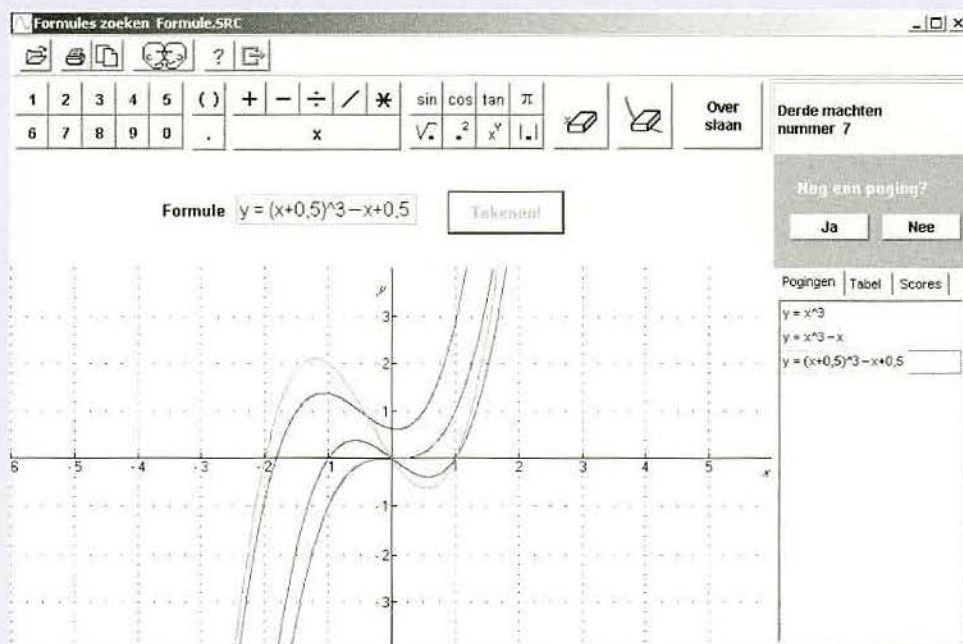 Formules zoeken Formule.SRC
?
1 2 3 4 5 ( ) + − ÷ / * sin cos tan π
6 7 8 9 0 . x √. .² xʸ |.|
Over
slaan
Derde machten
nummer 7
Formule y = (x+0,5)^3−x+0,5 Tekenen!
Nog een poging?
Ja Nee
Pogingen Tabel Scores
y = x^3
y = x^3−x
y = (x+0,5)^3−x+0,5
y
3
2
1
6 -5 -4 -3 -2 -1 0 1 2 3 4 5 x
-1
-2
-3